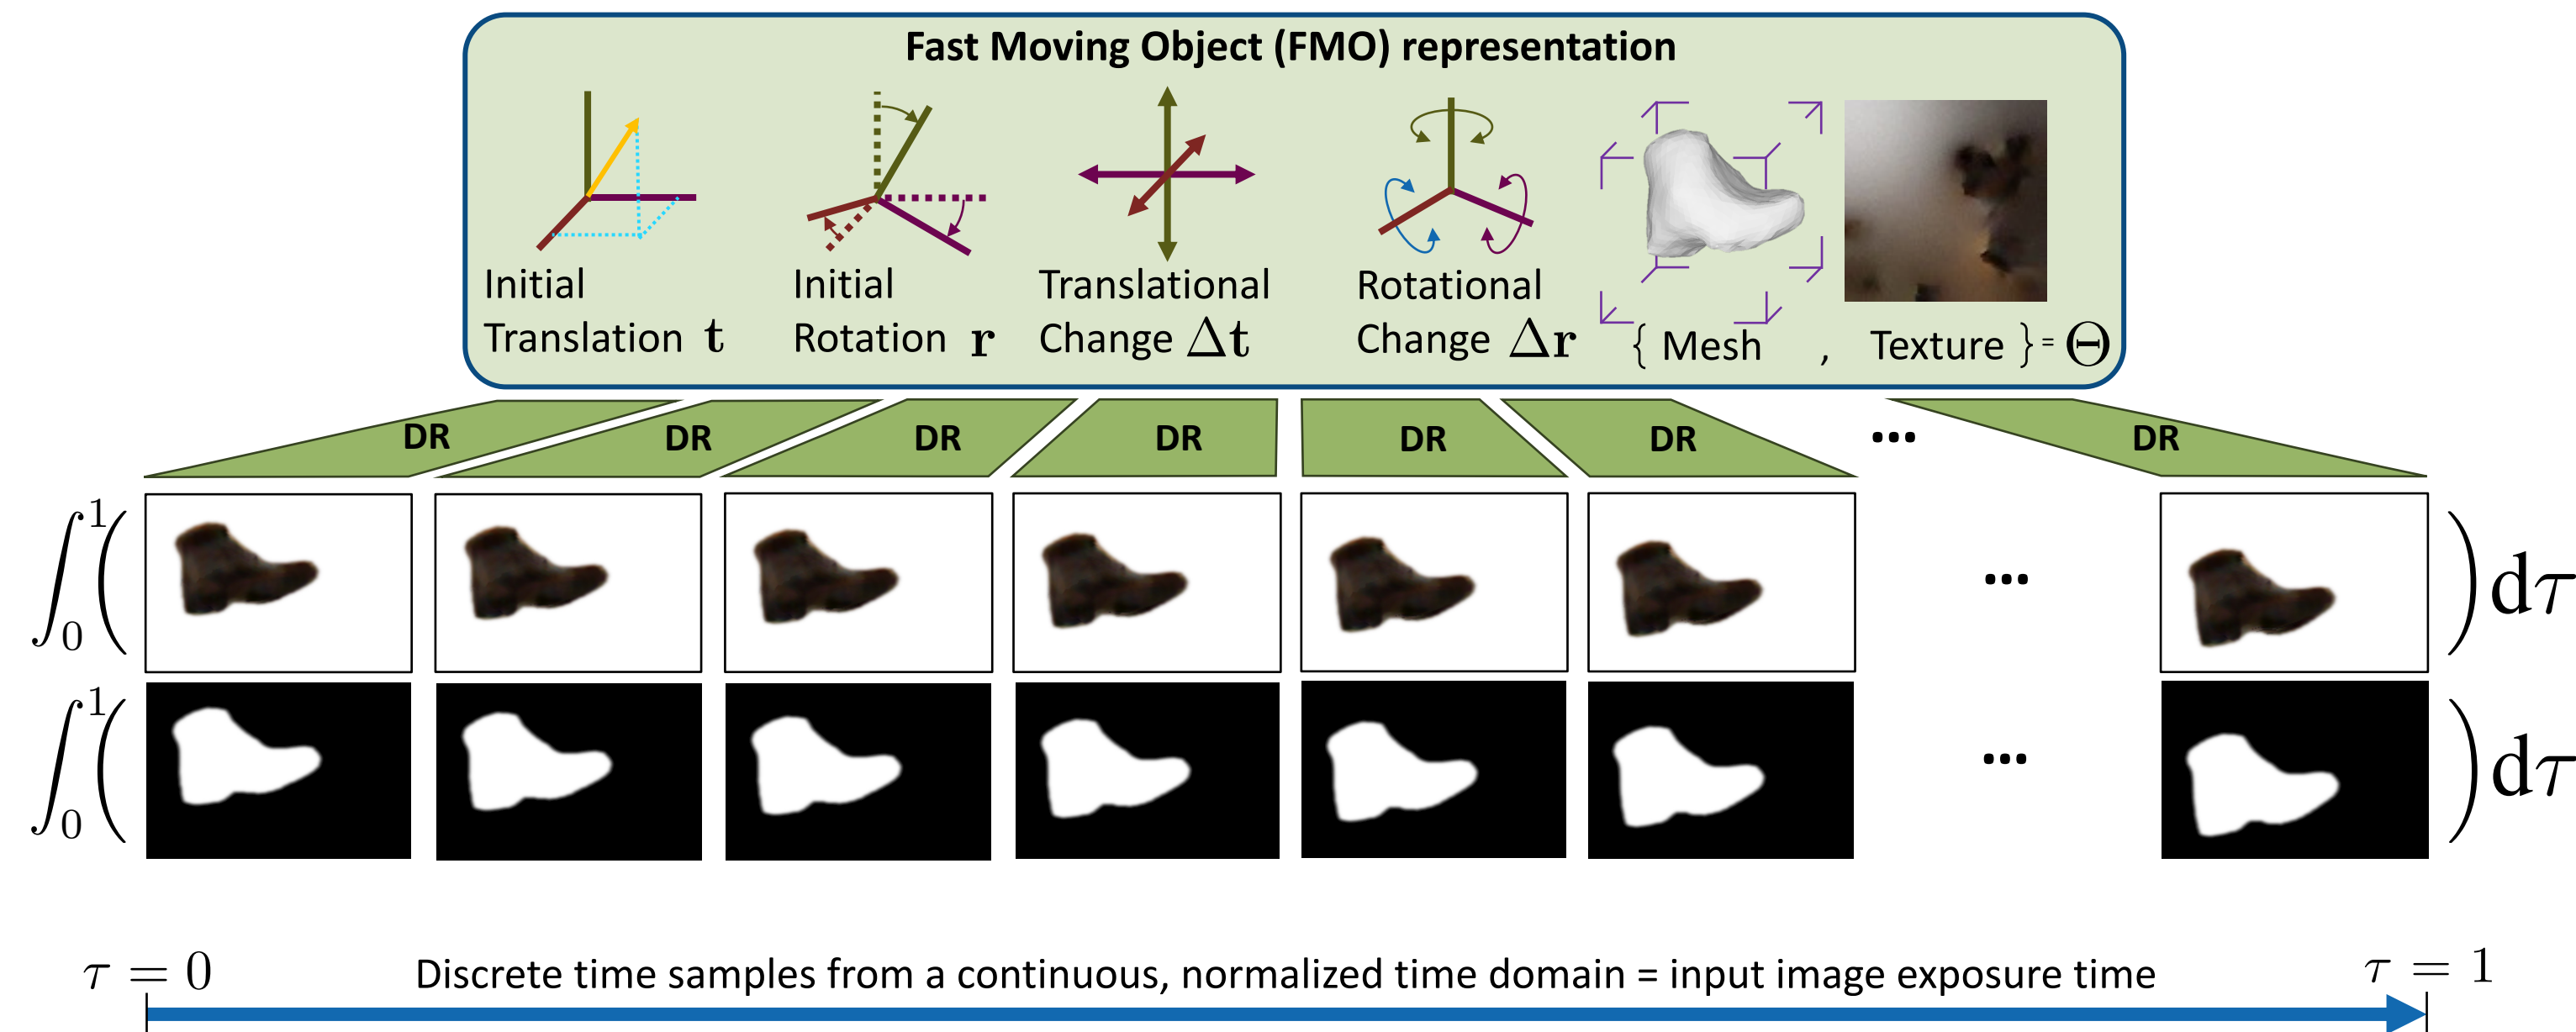 Fast Moving Object (FMO) representation
Initial Translation t
Initial Rotation r
Translational Change Δt
Rotational Change Δr
{ Mesh , Texture } = Θ
DR DR DR DR DR DR ... DR
∫₀¹( ... ) dτ
∫₀¹( ... ) dτ
τ = 0 Discrete time samples from a continuous, normalized time domain = input image exposure time τ = 1